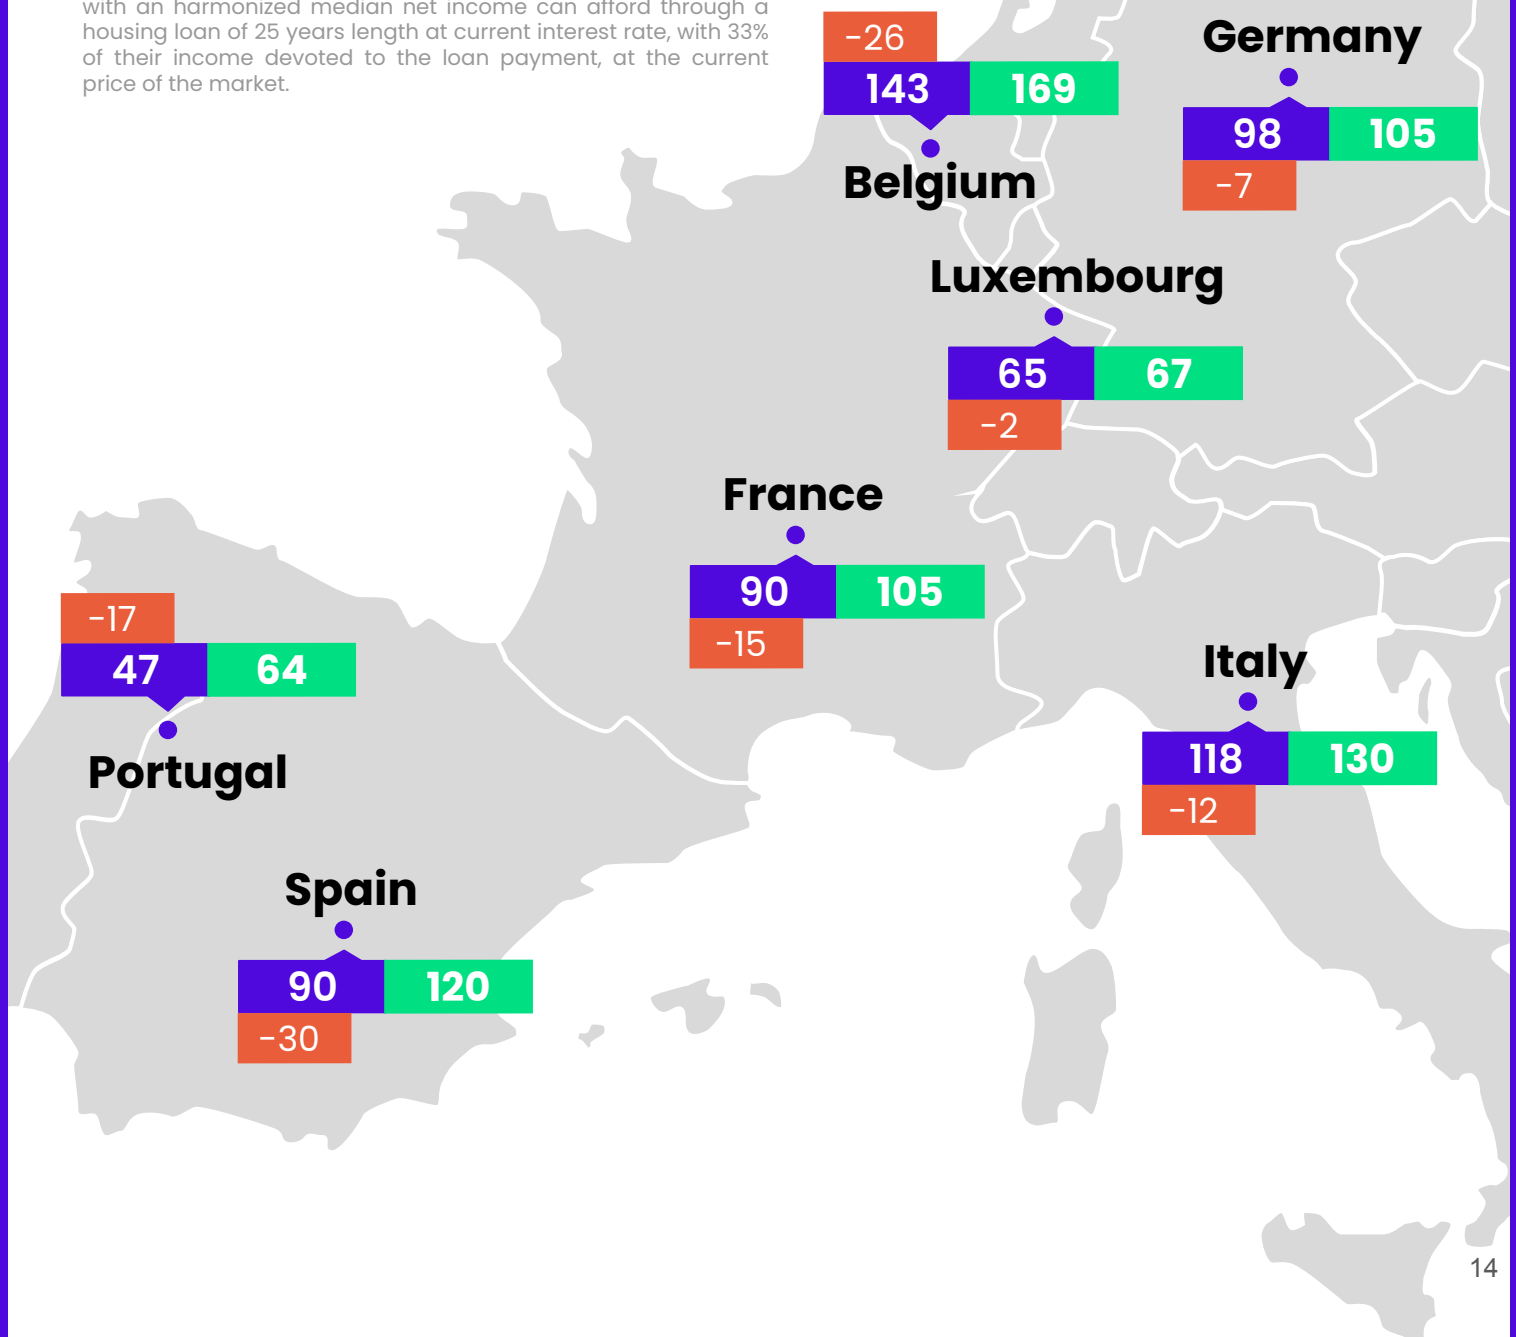 with an harmonized median net income can afford through a
housing loan of 25 years length at current interest rate, with 33%
of their income devoted to the loan payment, at the current
price of the market.
-26
143 169
Belgium
Germany
98 105
-7
Luxembourg
65 67
-2
France
90 105
-15
-17
47 64
Portugal
Italy
118 130
-12
Spain
90 120
-30
14